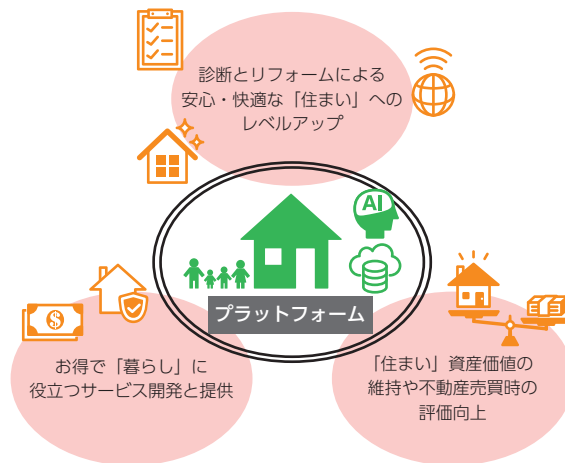 診断とリフォームによる
安心・快適な「住まい」への
レベルアップ
AI
プラットフォーム
$
お得で「暮らし」に
役立つサービス開発と提供
「住まい」資産価値の
維持や不動産売買時の
評価向上